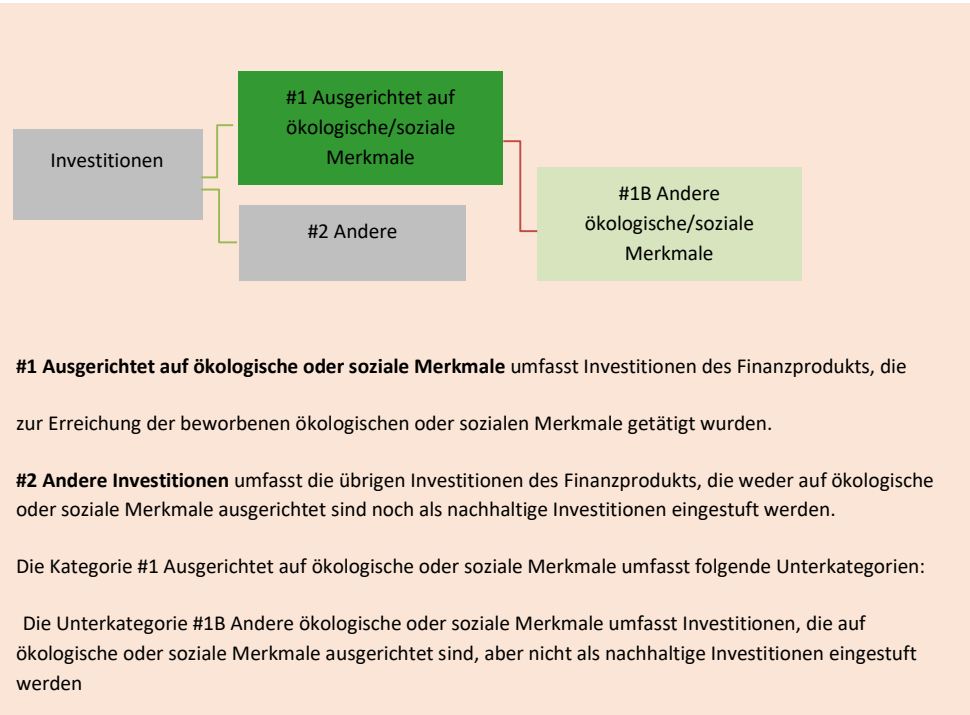 #1 Ausgerichtet auf
ökologische/soziale
Merkmale
Investitionen
#1B Andere
ökologische/soziale
Merkmale
#2 Andere
#1 Ausgerichtet auf ökologische oder soziale Merkmale umfasst Investitionen des Finanzprodukts, die
zur Erreichung der beworbenen ökologischen oder sozialen Merkmale getätigt wurden.
#2 Andere Investitionen umfasst die übrigen Investitionen des Finanzprodukts, die weder auf ökologische
oder soziale Merkmale ausgerichtet sind noch als nachhaltige Investitionen eingestuft werden.
Die Kategorie #1 Ausgerichtet auf ökologische oder soziale Merkmale umfasst folgende Unterkategorien:
Die Unterkategorie #1B Andere ökologische oder soziale Merkmale umfasst Investitionen, die auf
ökologische oder soziale Merkmale ausgerichtet sind, aber nicht als nachhaltige Investitionen eingestuft
werden